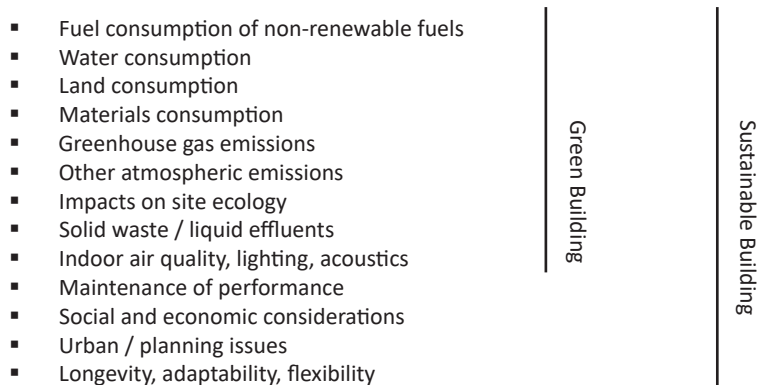 ▪ Fuel consumption of non-renewable fuels
▪ Water consumption
▪ Land consumption
▪ Materials consumption
▪ Greenhouse gas emissions
▪ Other atmospheric emissions
▪ Impacts on site ecology
▪ Solid waste / liquid effluents
▪ Indoor air quality, lighting, acoustics
▪ Maintenance of performance
▪ Social and economic considerations
▪ Urban / planning issues
▪ Longevity, adaptability, flexibility
Green Building
Sustainable Building